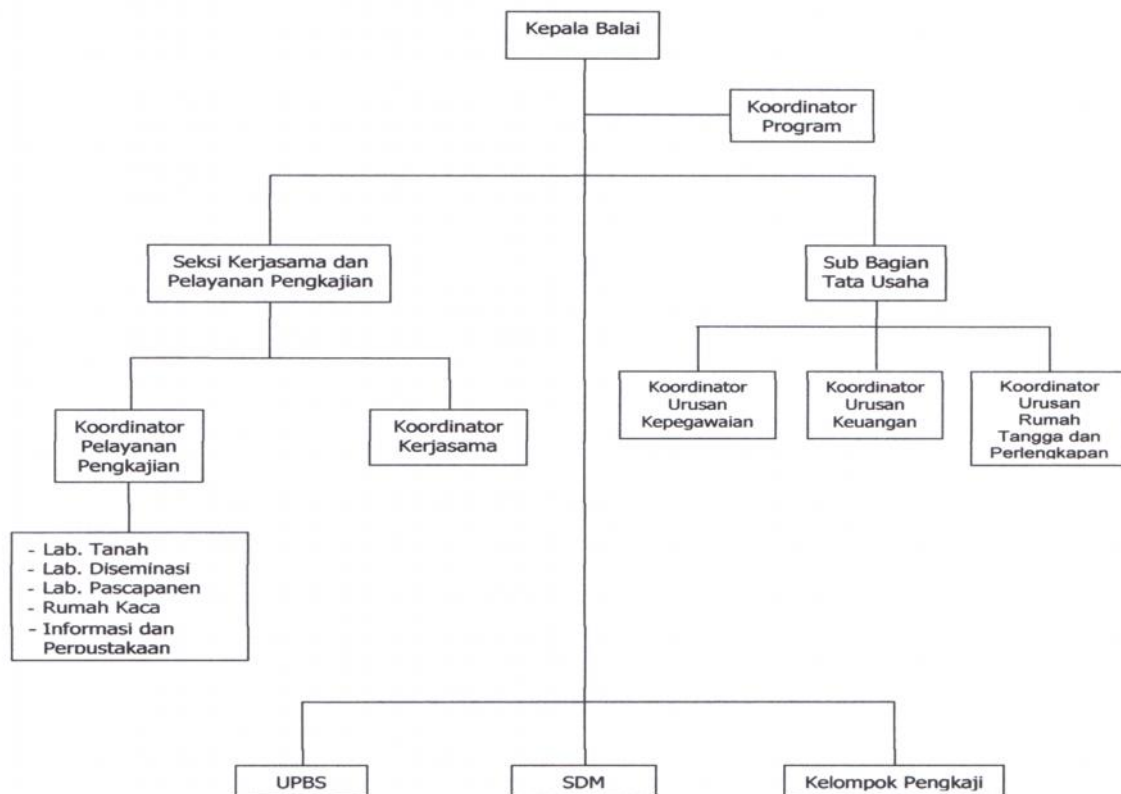 Kepala Balai
Koordinator
Program
Seksi Kerjasama dan
Pelayanan Pengkajian
Sub Bagian
Tata Usaha
Koordinator
Pelayanan
Pengkajian
Koordinator
Kerjasama
Koordinator
Urusan
Kepegawaian
Koordinator
Urusan
Keuangan
Koordinator
Urusan
Rumah
Tangga dan
Perlengkapan
- Lab. Tanah
- Lab. Diseminasi
- Lab. Pascapanen
- Rumah Kaca
- Informasi dan
Perpustakaan
UPBS
SDM
Kelompok Pengkaji